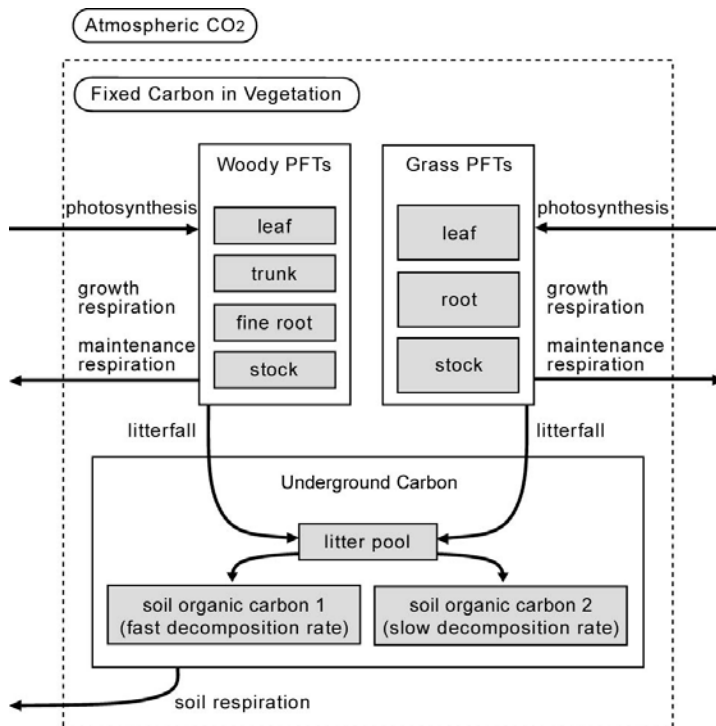 Atmospheric CO2
Fixed Carbon in Vegetation
Woody PFTs
Grass PFTs
photosynthesis
leaf
trunk
fine root
stock
growth
respiration
maintenance
respiration
litterfall
photosynthesis
leaf
root
stock
growth
respiration
maintenance
respiration
litterfall
Underground Carbon
litter pool
soil organic carbon 1
(fast decomposition rate)
soil organic carbon 2
(slow decomposition rate)
soil respiration